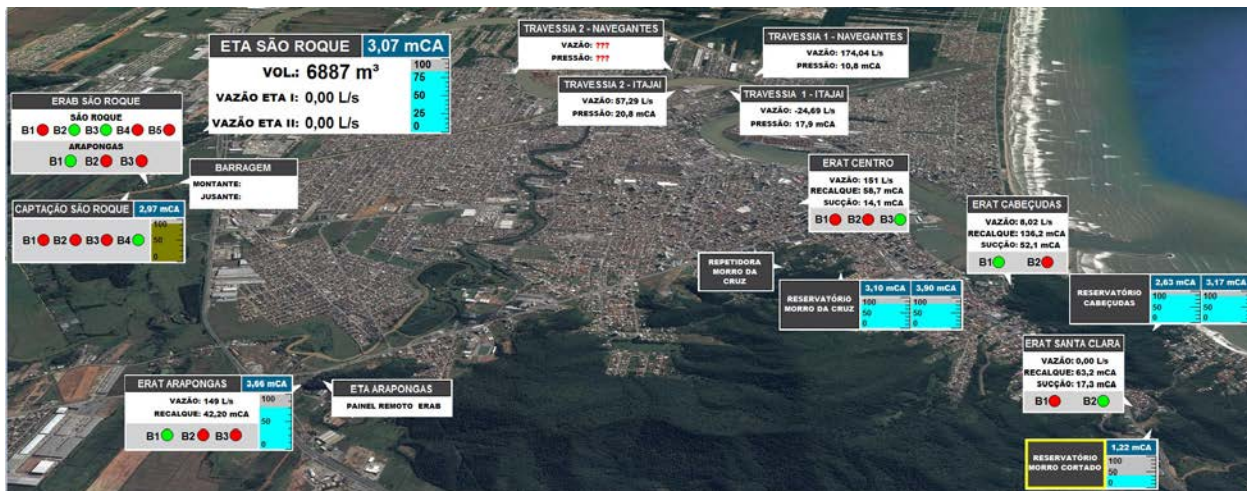 ETA SÃO ROQUE 3,07 mCA
VOL.: 6887 m³
VAZÃO ETA I: 0,00 L/s
VAZÃO ETA II: 0,00 L/s
100
75
50
25
0
TRAVESSIA 2 - NAVEGANTES
VAZÃO: ???
PRESSÃO: ???
TRAVESSIA 1 - NAVEGANTES
VAZÃO: 174,04 L/s
PRESSÃO: 10,8 mCA
TRAVESSIA 2 - ITAJAÍ
VAZÃO: 57,29 L/s
PRESSÃO: 20,8 mCA
TRAVESSIA 1 - ITAJAÍ
VAZÃO: -24,69 L/s
PRESSÃO: 17,9 mCA
ERAB SÃO ROQUE
SÃO ROQUE
B1 B2 B3 B4 B5
ARAPONGAS
B1 B2 B3
BARRAGEM
MONTANTE:
JUSANTE:
CAPTAÇÃO SÃO ROQUE 2,97 mCA
B1 B2 B3 B4
100
50
0
ERAT CENTRO
VAZÃO: 151 L/s
RECALQUE: 58,7 mCA
SUCÇÃO: 14,1 mCA
B1 B2 B3
ERAT CABEÇUDAS
VAZÃO: 8,02 L/s
RECALQUE: 136,2 mCA
SUCÇÃO: 52,1 mCA
B1 B2
REPETIDORA
MORRO DA
CRUZ
RESERVATÓRIO
MORRO DA CRUZ
3,10 mCA 3,90 mCA
100 100
50 50
0 0
RESERVATÓRIO
CABEÇUDAS
2,63 mCA 3,17 mCA
100 100
50 50
0 0
ERAT SANTA CLARA
VAZÃO: 0,00 L/s
RECALQUE: 63,2 mCA
SUCÇÃO: 17,3 mCA
B1 B2
ERAT ARAPONGAS 3,66 mCA
VAZÃO: 149 L/s
RECALQUE: 42,20 mCA
B1 B2 B3
100
50
0
ETA ARAPONGAS
PAINEL REMOTO ERAB
RESERVATÓRIO
MORRO CORTADO
1,22 mCA
100
50
0